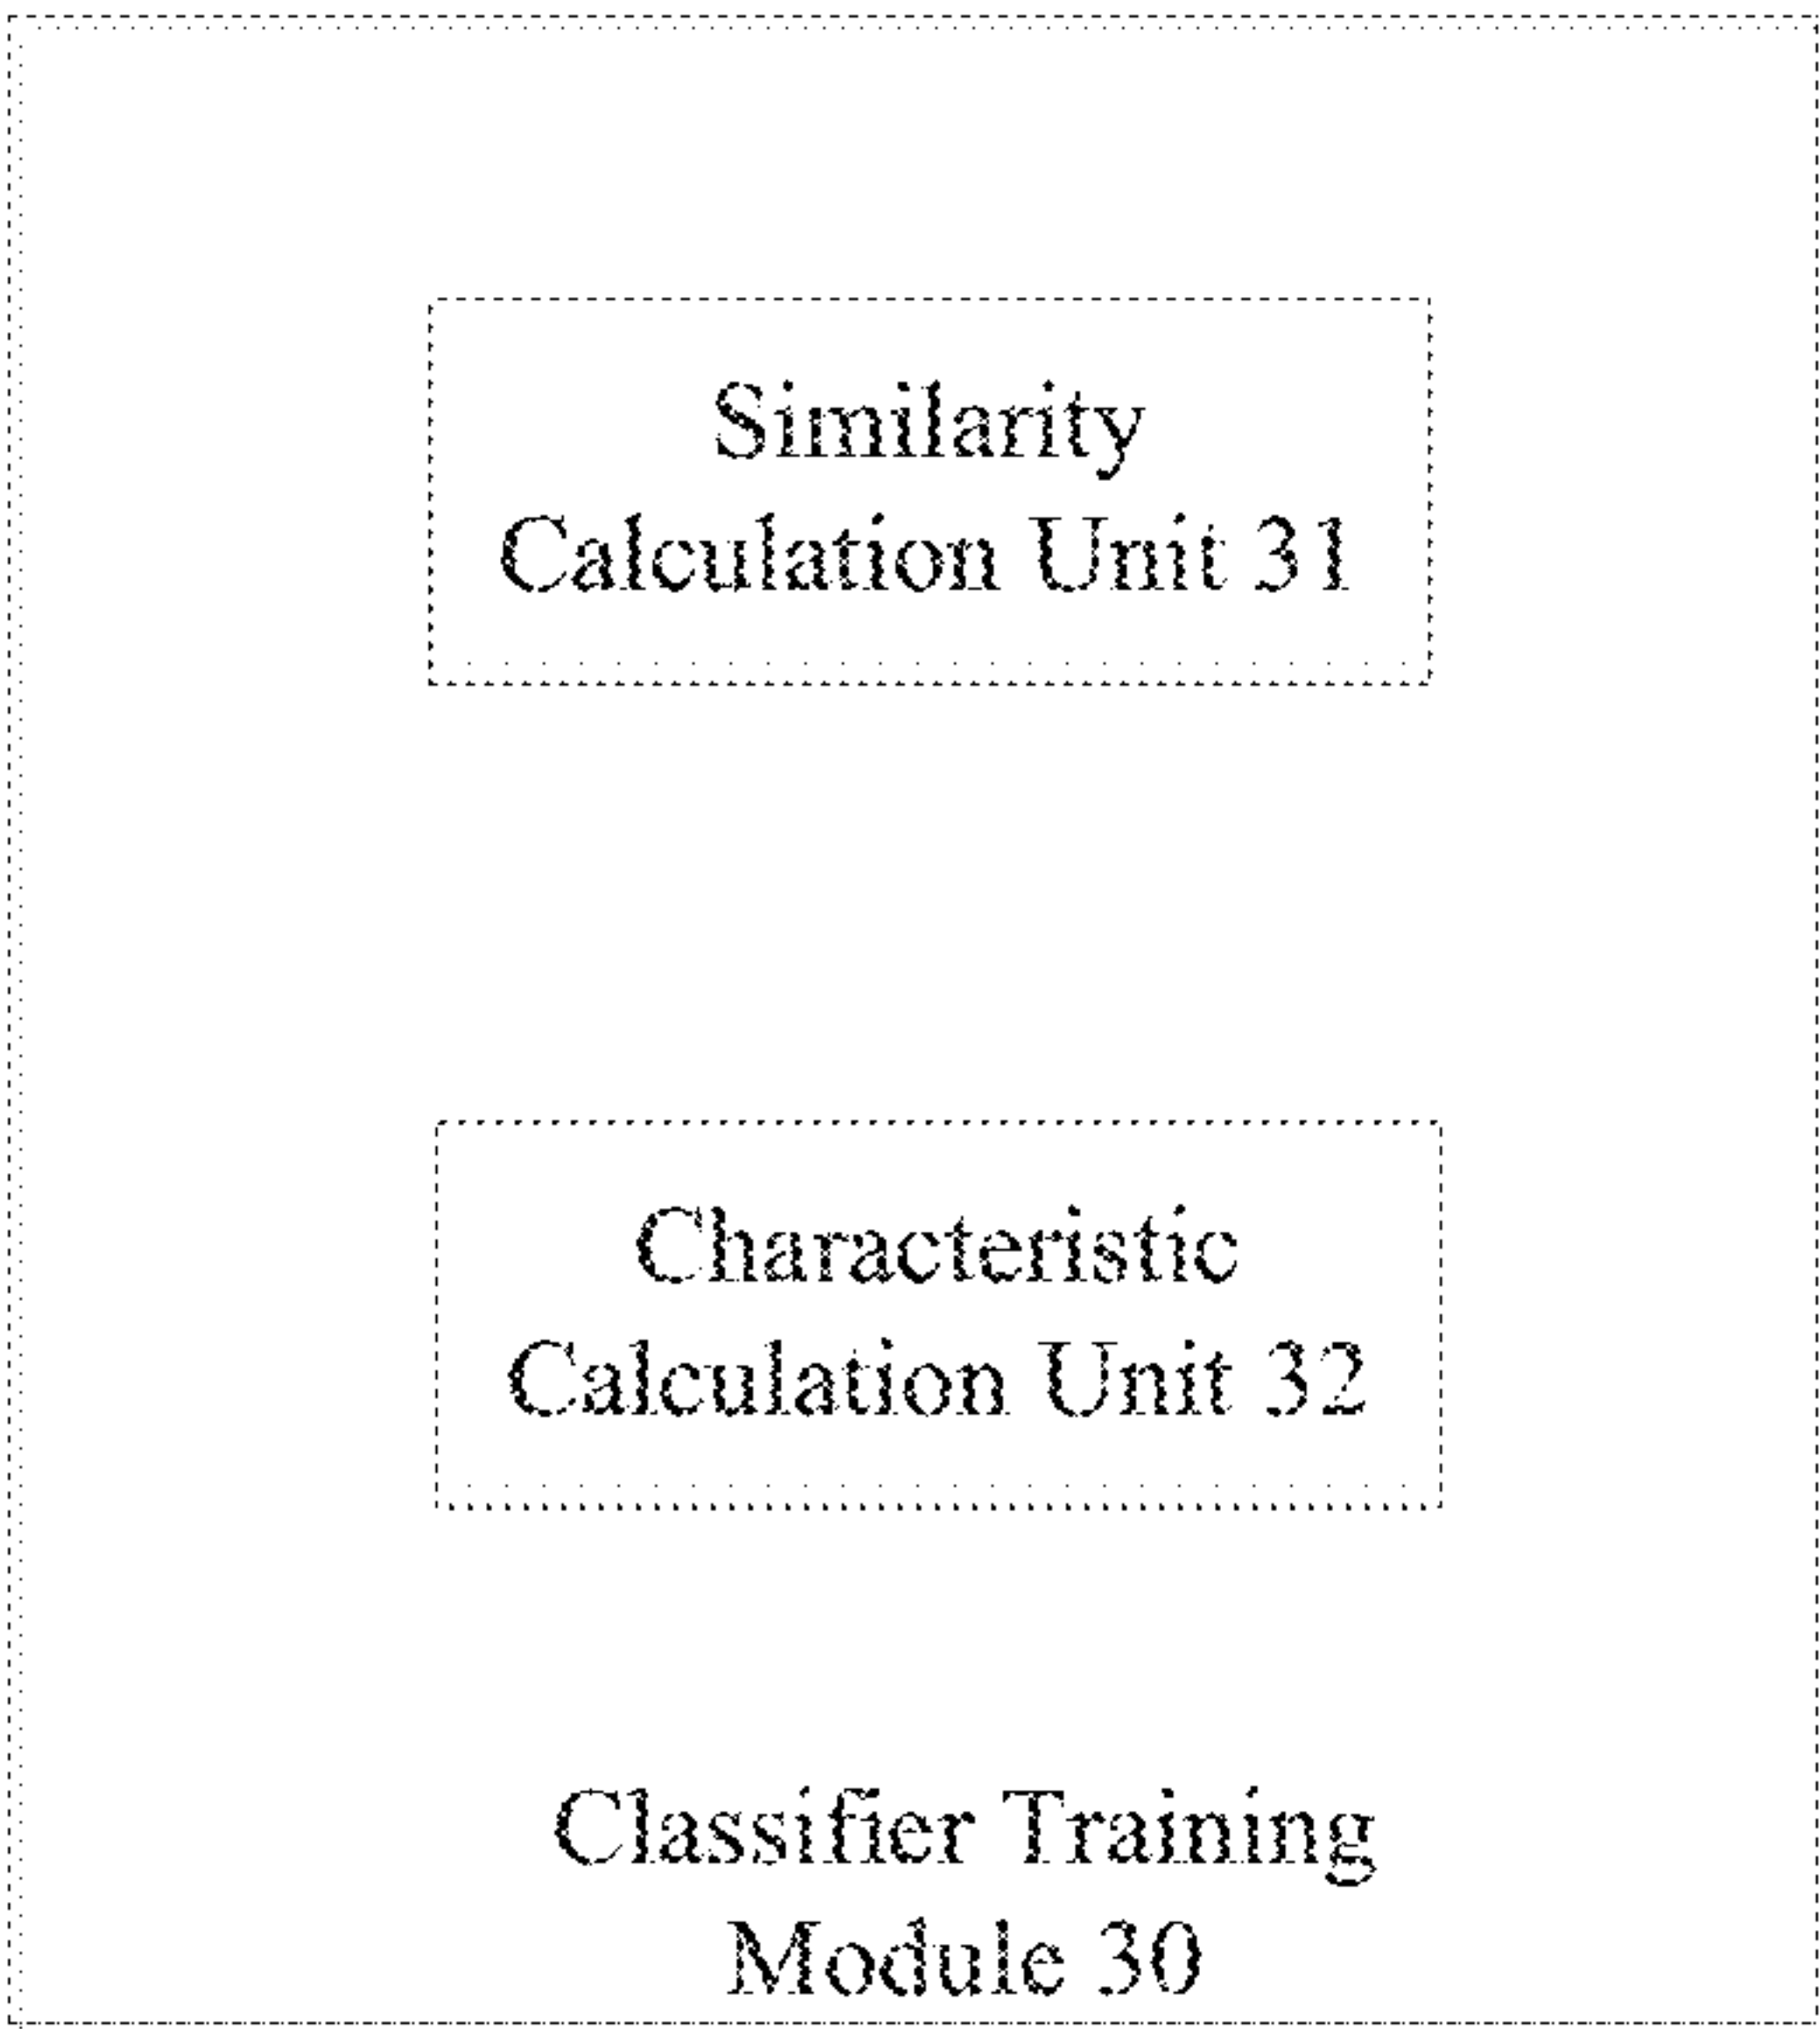 Similarity
Calculation Unit 31
Characteristic
Calculation Unit 32
Classifier Training
Module 30